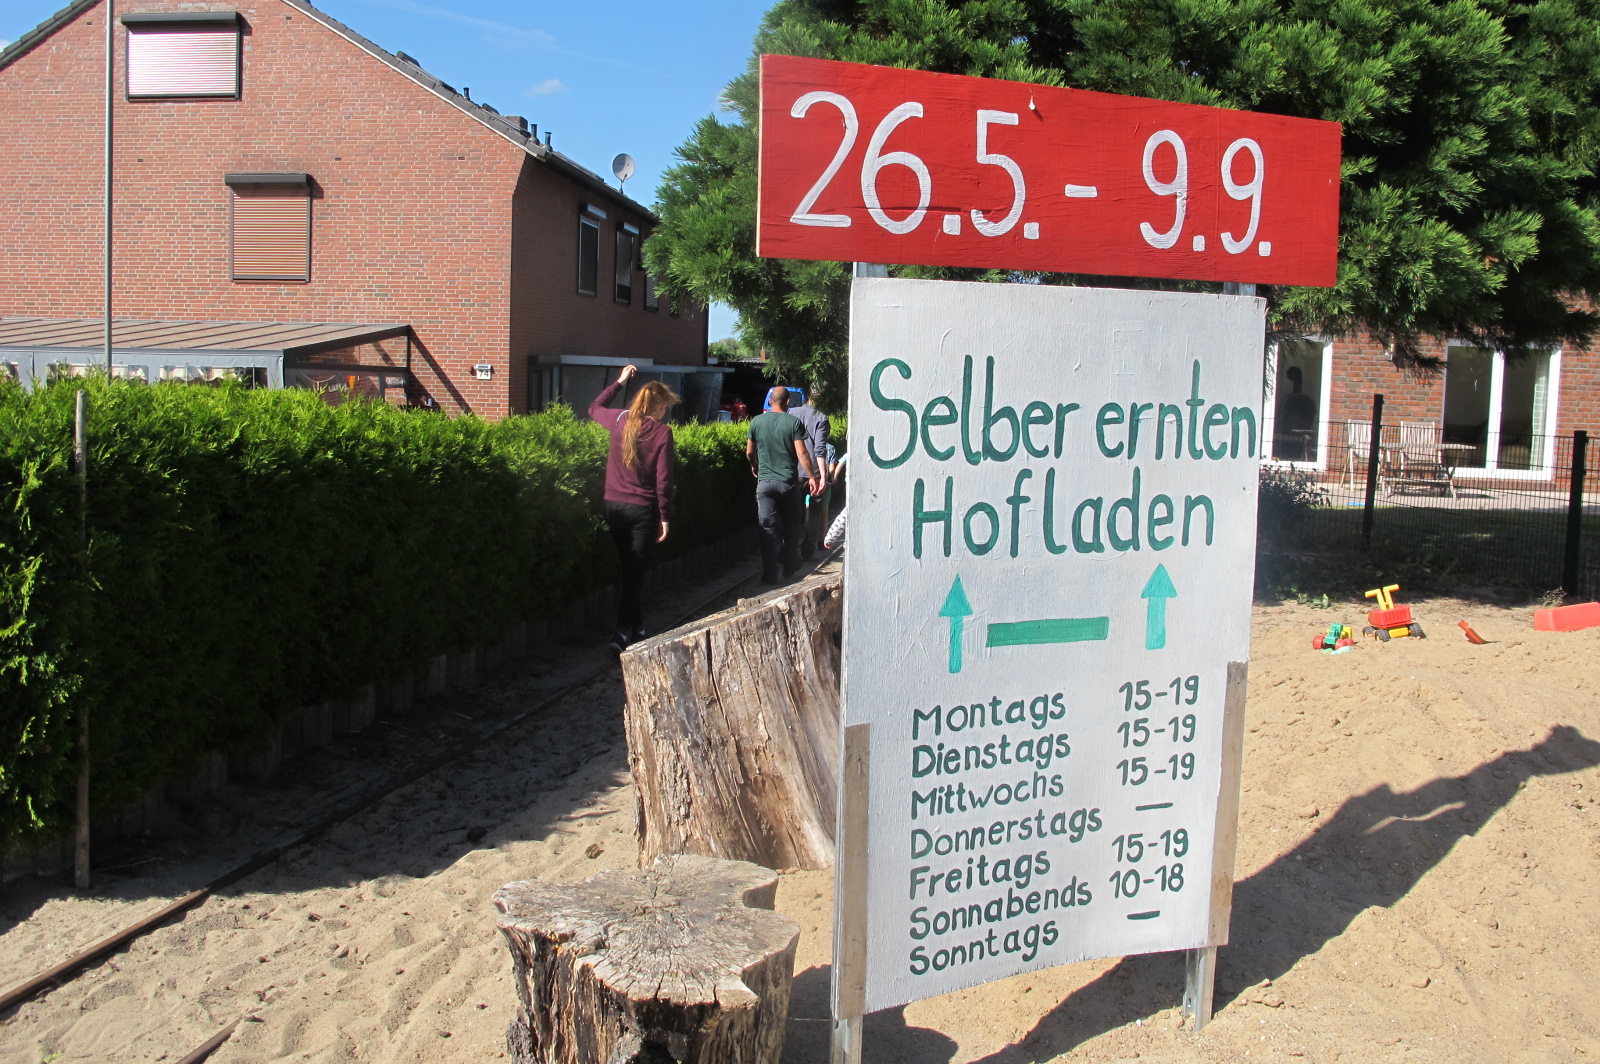 26.5.- 9.9.
Selber ernten
Hofladen
Montags 15-19
Dienstags 15-19
Mittwochs 15-19
Donnerstags —
Freitags 15-19
Sonnabends 10-18
Sonntags —
74